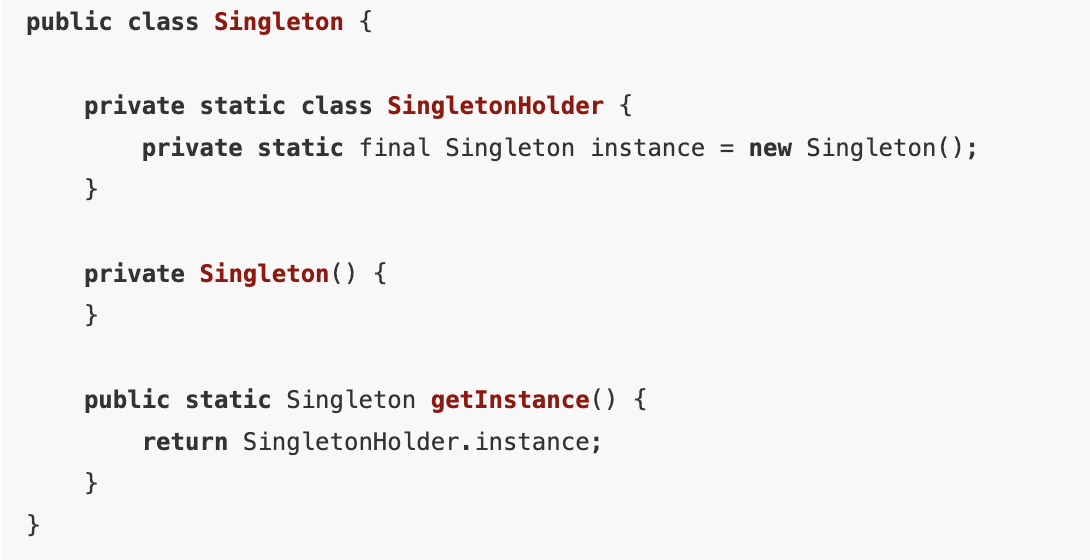 public class Singleton {
    private static class SingletonHolder {
        private static final Singleton instance = new Singleton();
    }
    private Singleton() {
    }
    public static Singleton getInstance() {
        return SingletonHolder.instance;
    }
}